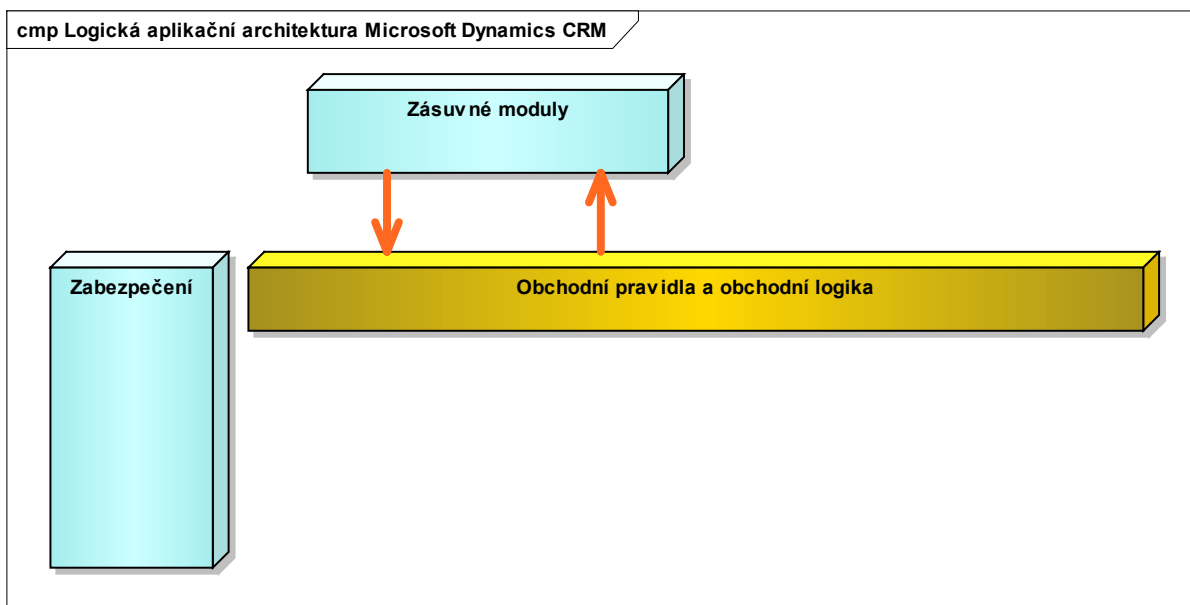 cmp Logická aplikační architektura Microsoft Dynamics CRM
Zásuvné moduly
Zabezpečení
Obchodní pravidla a obchodní logika